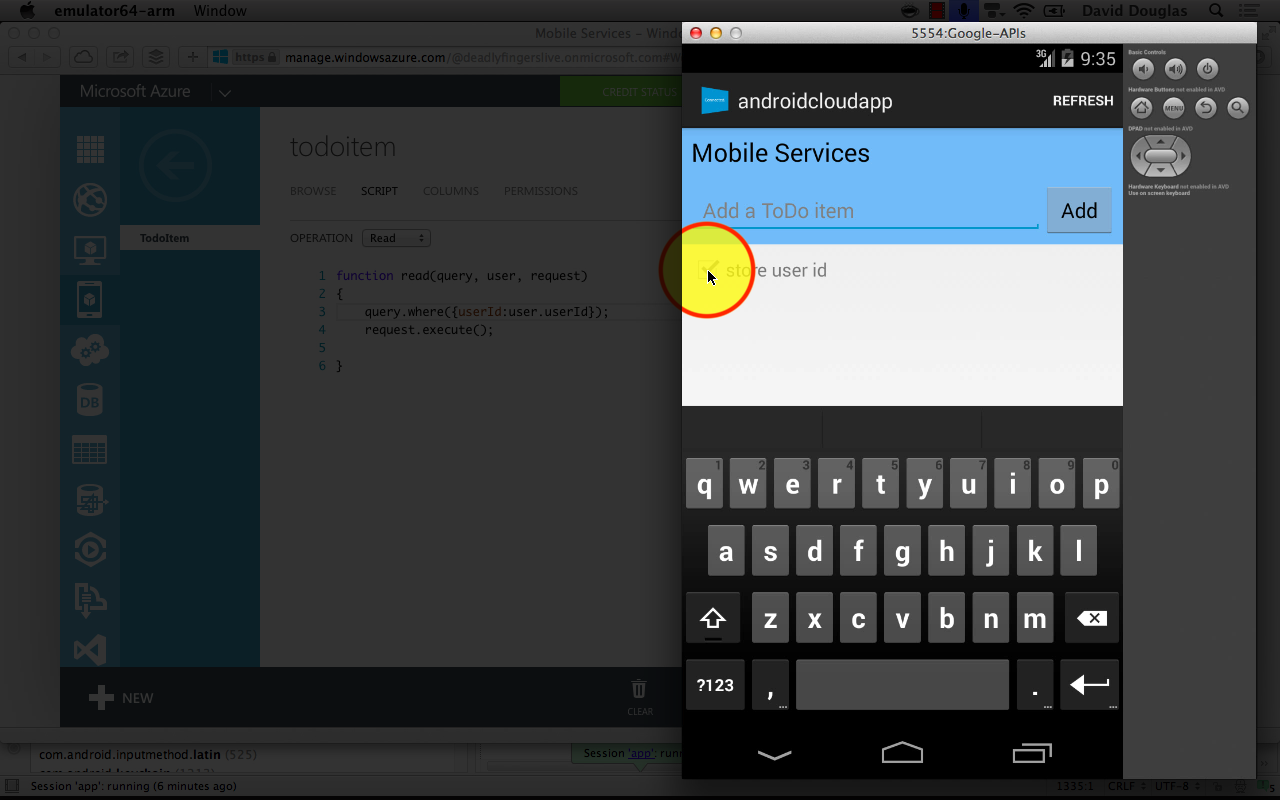 emulator64-arm Window David Douglas
Mobile Services – Windo
https manage.windowsazure.com/@deadlyfingerslive.onmicrosoft.com#W
Microsoft Azure
CREDIT STATUS
todoitem
BROWSE SCRIPT COLUMNS PERMISSIONS
TodoItem
OPERATION Read
1 function read(query, user, request)
2 {
3 query.where({userId:user.userId});
4 request.execute();
5
6 }
DB
NEW
CLEAR
com.android.inputmethod.latin (525)
Session 'app': runn
Session 'app': running (6 minutes ago)
1335:1 CRLF UTF-8
5554:Google-APIs
3G 9:35
androidcloudapp REFRESH
Mobile Services
Add a ToDo item Add
store user id
1 2 3 4 5 6 7 8 9 0
q w e r t y u i o p
a s d f g h j k l
z x c v b n m
?123 , .
Basic Controls
Hardware Buttons not enabled in AVD
MENU
DPAD not enabled in AVD
Hardware Keyboard not enabled in AVD
Use on screen keyboard